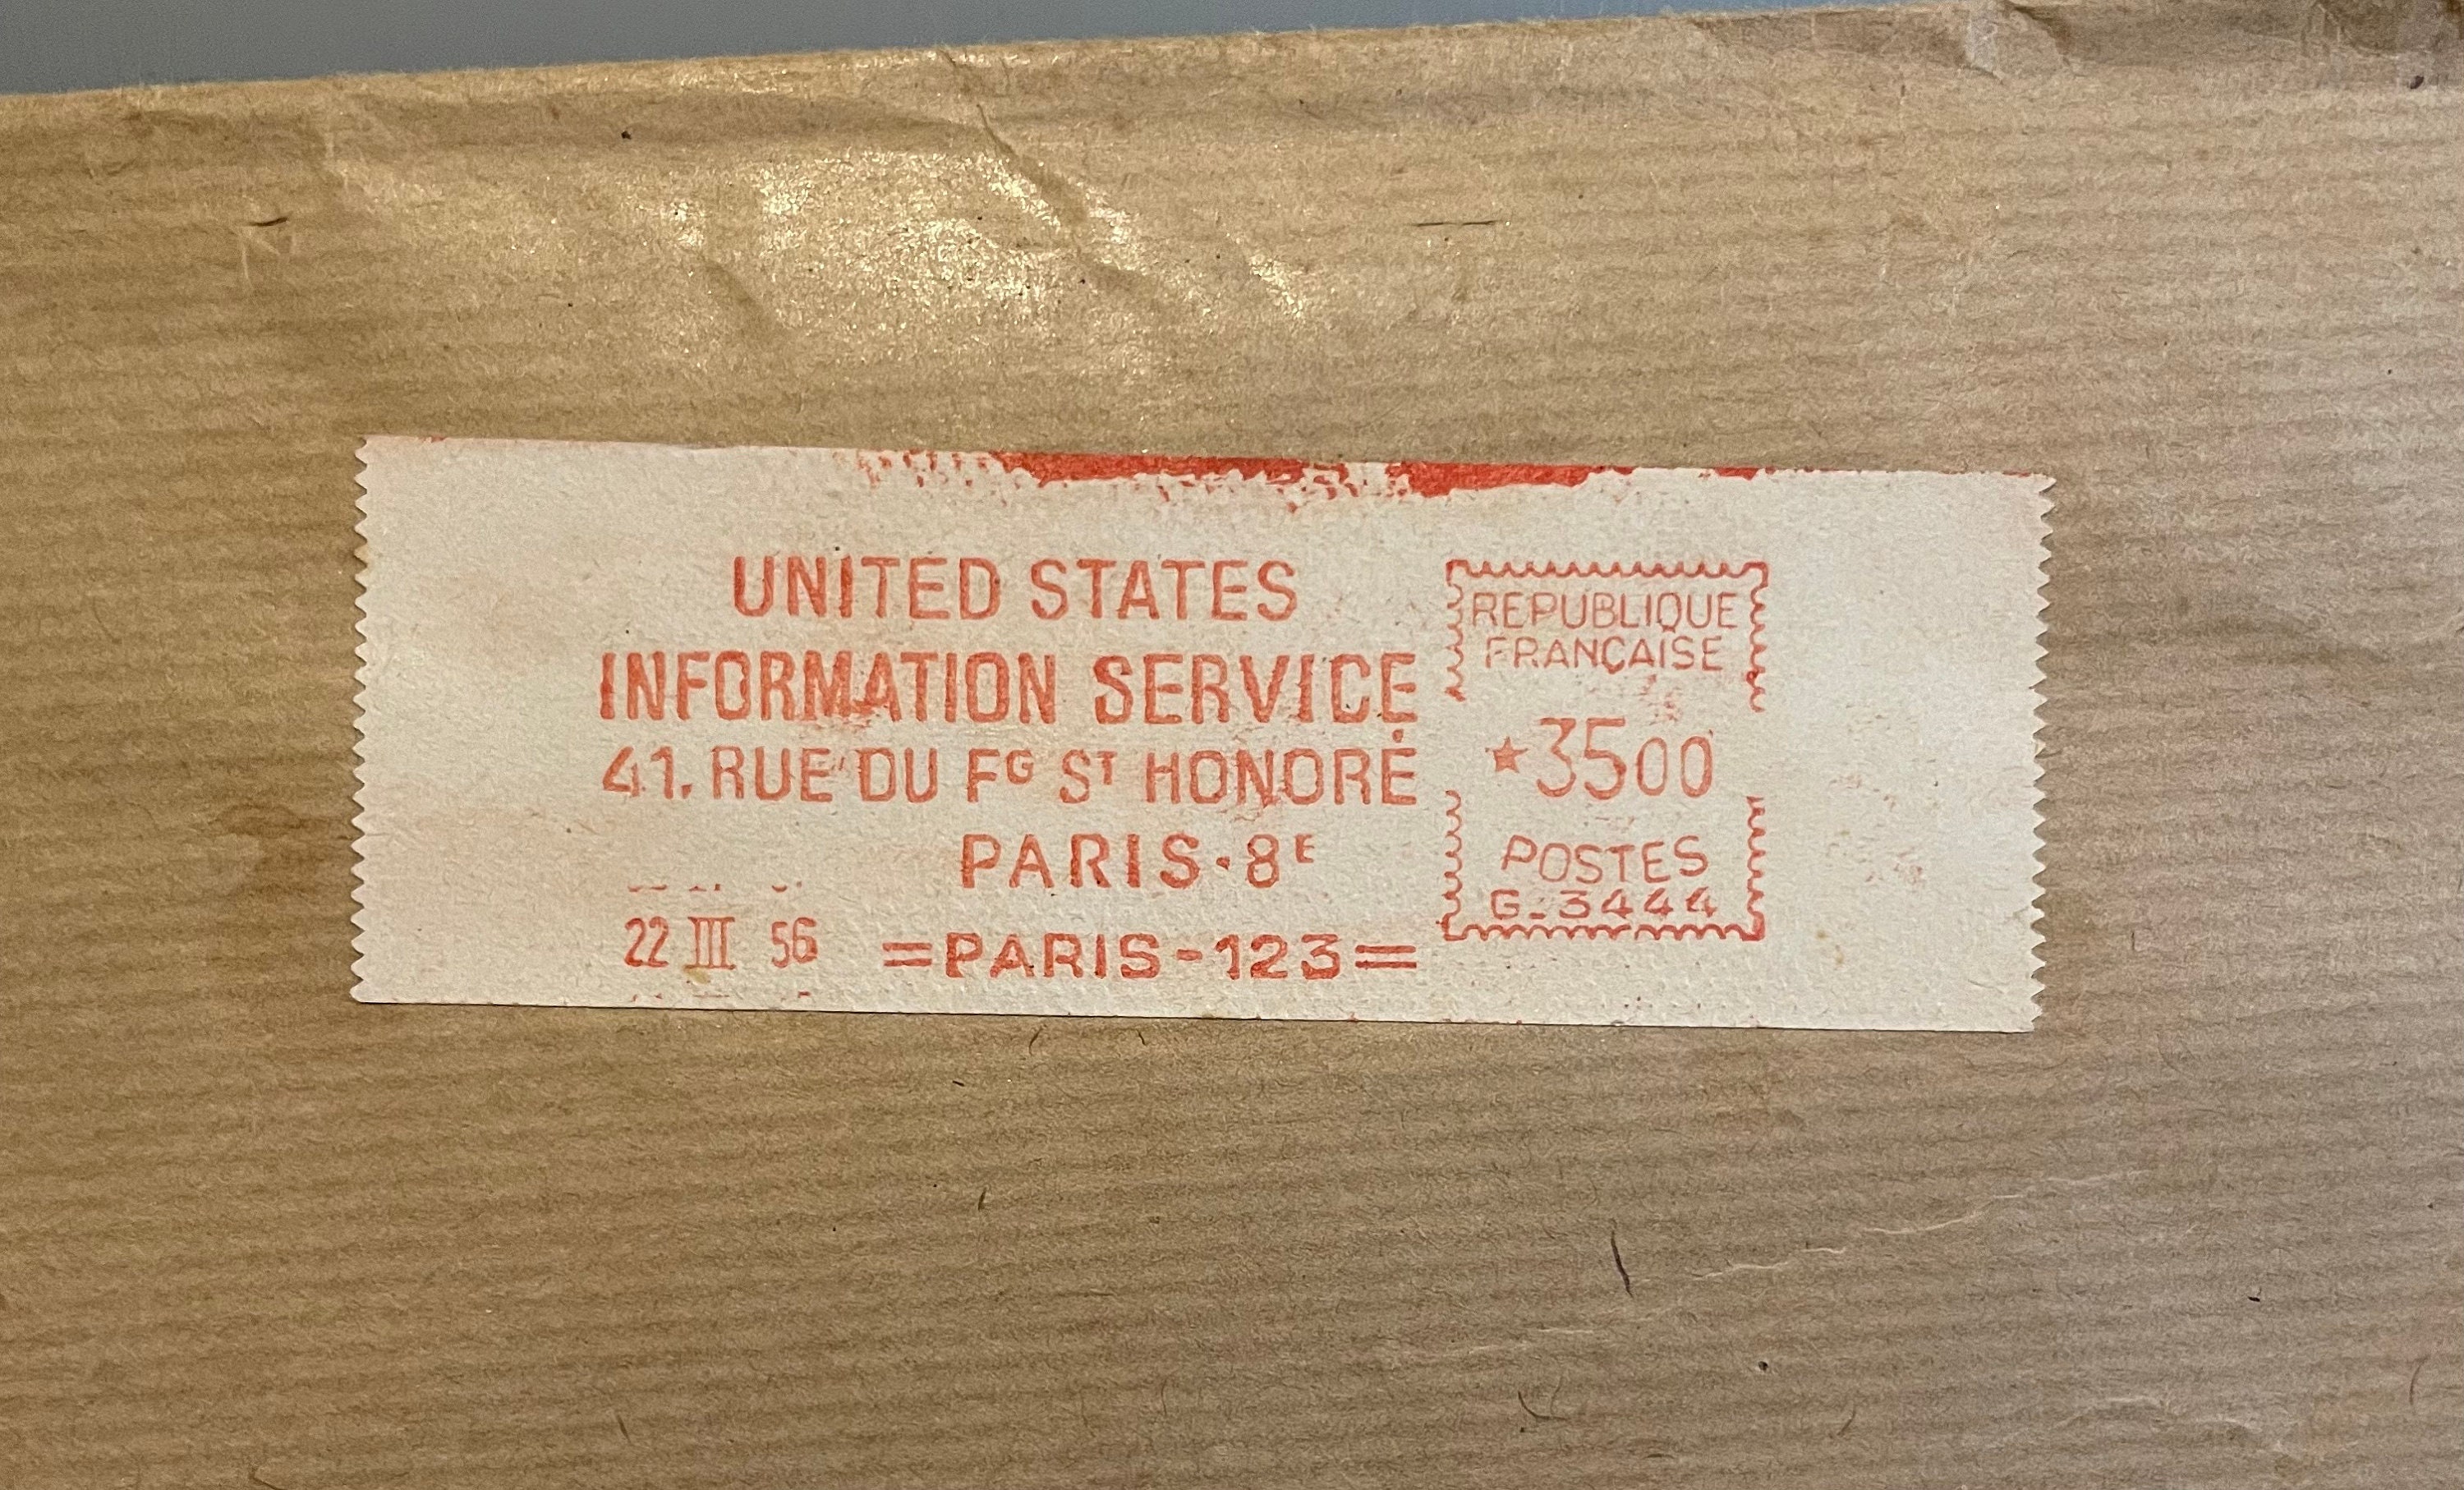 UNITED STATES
INFORMATION SERVICE
41. RUE DU Fᴳ Sᵀ HONORÉ
PARIS·8ᴱ
22 III 56 =PARIS-123=
REPUBLIQUE
FRANÇAISE
★3500
POSTES
G. 3444